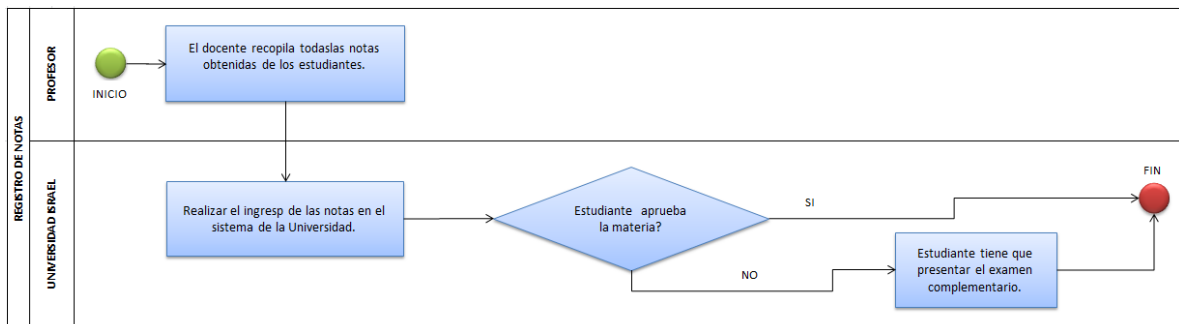 REGISTRO DE NOTAS
PROFESOR
INICIO
El docente recopila todaslas notas
obtenidas de los estudiantes.
UNIVERSIDAD ISRAEL
Realizar el ingresp de las notas en el
sistema de la Universidad.
Estudiante aprueba
la materia?
SI
NO
Estudiante tiene que
presentar el examen
complementario.
FIN